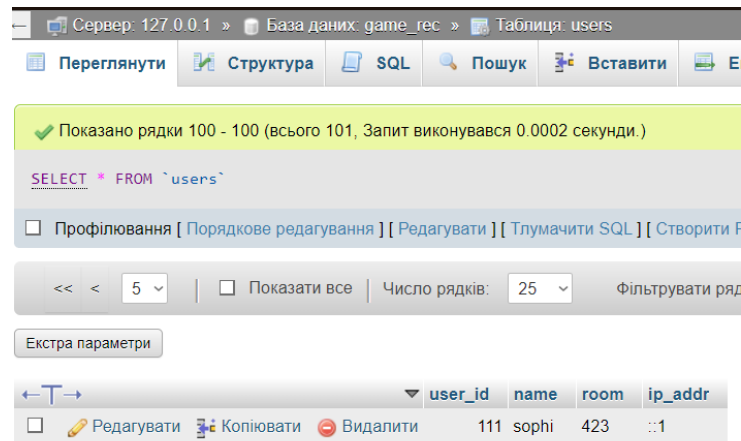 ← Сервер: 127.0.0.1 » База даних: game_rec » Таблиця: users
Переглянути Структура SQL Пошук Вставити
Показано рядки 100 - 100 (всього 101, Запит виконувався 0.0002 секунди.)
SELECT * FROM `users`
Профілювання [ Порядкове редагування ] [ Редагувати ] [ Тлумачити SQL ] [ Створити
<< < 5 | Показати все | Число рядків: 25 Фільтрувати
Екстра параметри
←T→ user_id name room ip_addr
Редагувати Копіювати Видалити 111 sophi 423 ::1